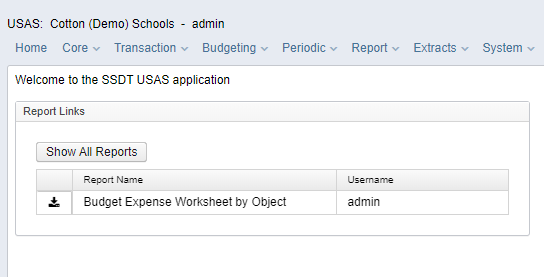 USAS: Cotton (Demo) Schools - admin
Home Core Transaction Budgeting Periodic Report Extracts System
Welcome to the SSDT USAS application
Report Links
Show All Reports
Report Name Username
Budget Expense Worksheet by Object admin